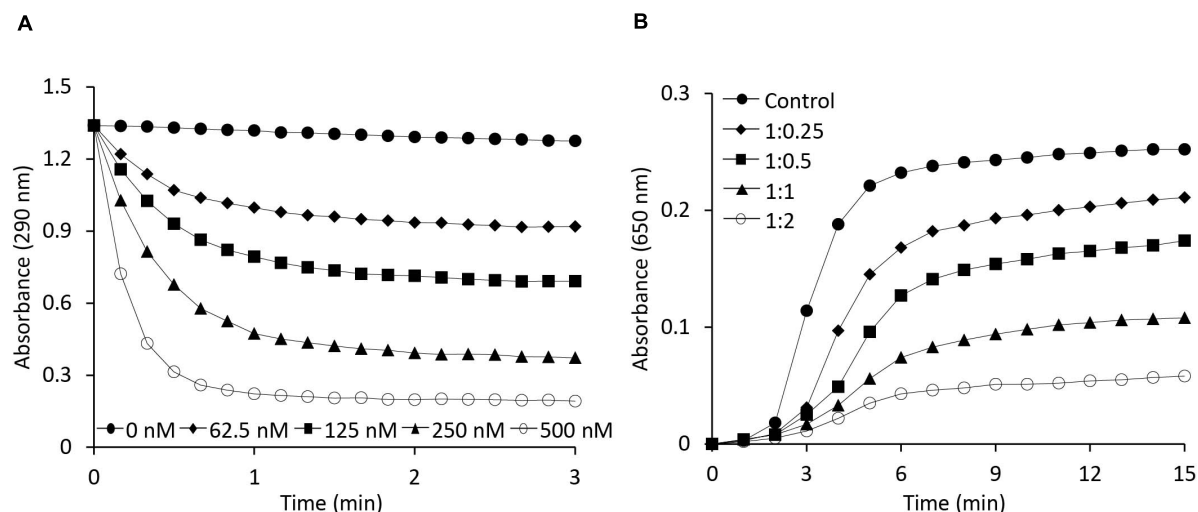 A
Absorbance (290 nm)
1.5
1.2
0.9
0.6
0.3
0
0 nM 62.5 nM 125 nM 250 nM 500 nM
0 1 2 3
Time (min)
B
Absorbance (650 nm)
0.3
0.2
0.1
0
Control
1:0.25
1:0.5
1:1
1:2
0 3 6 9 12 15
Time (min)